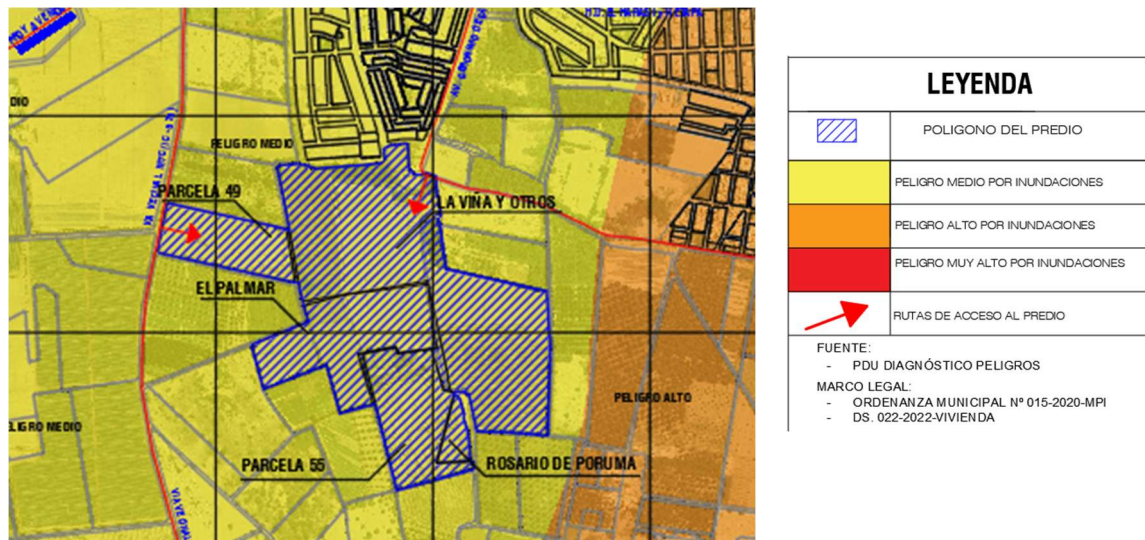 PELIGRO MEDIO
PARCELA 49
LA VIÑA Y OTROS
EL PALMAR
PELIGRO ALTO
PARCELA 55
ROSARIO DE PORUMA
LEYENDA
POLIGONO DEL PREDIO
PELIGRO MEDIO POR INUNDACIONES
PELIGRO ALTO POR INUNDACIONES
PELIGRO MUY ALTO POR INUNDACIONES
RUTAS DE ACCESO AL PREDIO
FUENTE:
- PDU DIAGNÓSTICO PELIGROS
MARCO LEGAL:
- ORDENANZA MUNICIPAL Nº 015-2020-MPI
- DS. 022-2022-VIVIENDA